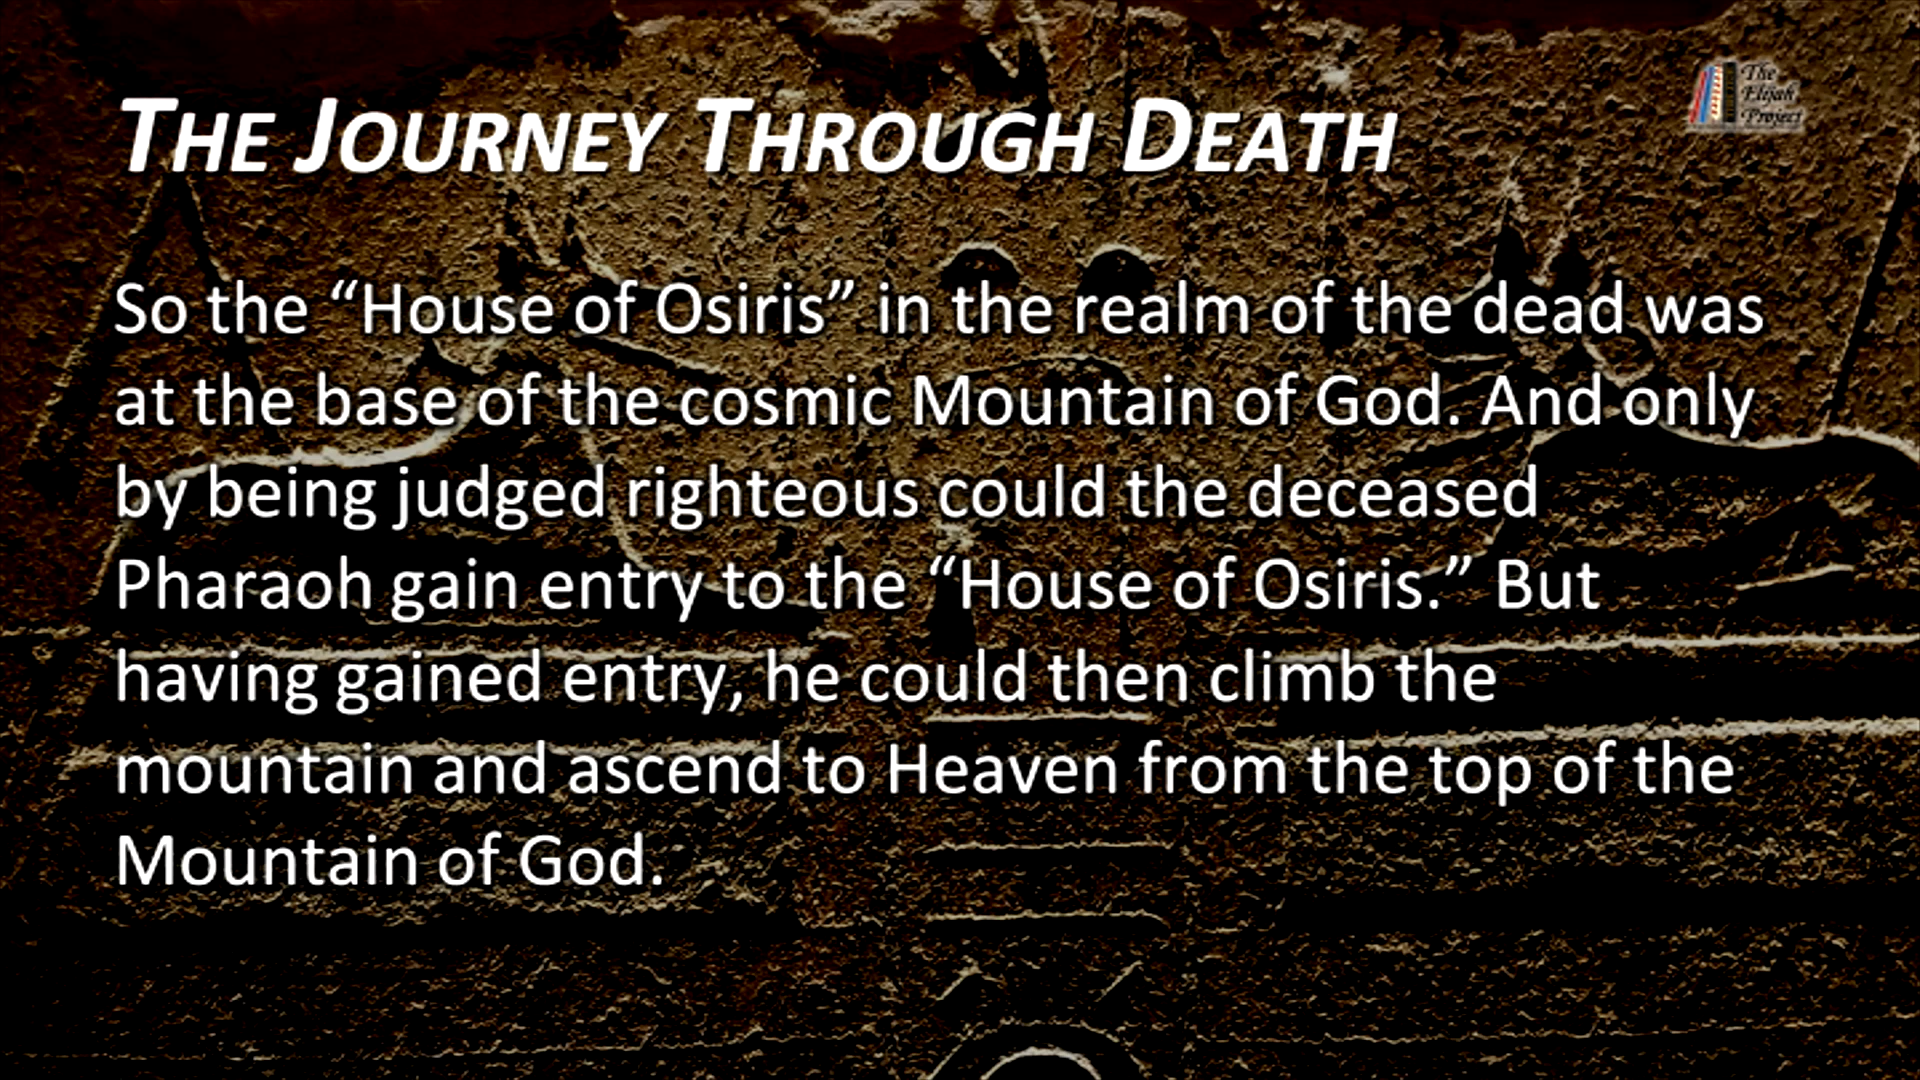 The Journey Through Death
The
Elijah
Project
So the “House of Osiris” in the realm of the dead was
at the base of the cosmic Mountain of God. And only
by being judged righteous could the deceased
Pharaoh gain entry to the “House of Osiris.” But
having gained entry, he could then climb the
mountain and ascend to Heaven from the top of the
Mountain of God.